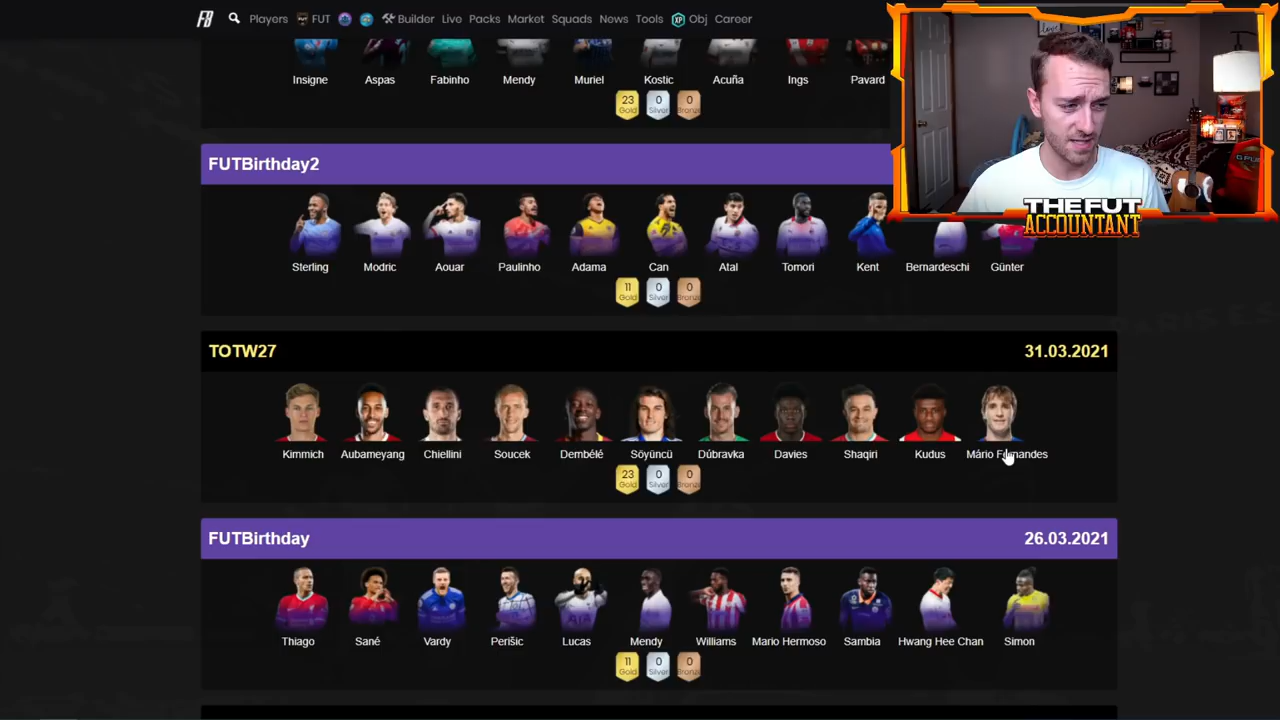 FB Players FUT Builder Live Packs Market Squads News Tools XP Obj Career
Insigne Aspas Fabinho Mendy Muriel Kostic Acuña Ings Pavard
23 Gold 0 Silver 0 Bronze
THE FUT
ACCOUNTANT
FUTBirthday2
Sterling Modric Aouar Paulinho Adama Can Atal Tomori Kent Bernardeschi Günter
11 Gold 0 Silver 0 Bronze
TOTW27 31.03.2021
Kimmich Aubameyang Chiellini Soucek Dembélé Söyüncü Dúbravka Davies Shaqiri Kudus Mário Fernandes
23 Gold 0 Silver 0 Bronze
FUTBirthday 26.03.2021
Thiago Sané Vardy Perišic Lucas Mendy Williams Mario Hermoso Sambia Hwang Hee Chan Simon
11 Gold 0 Silver 0 Bronze